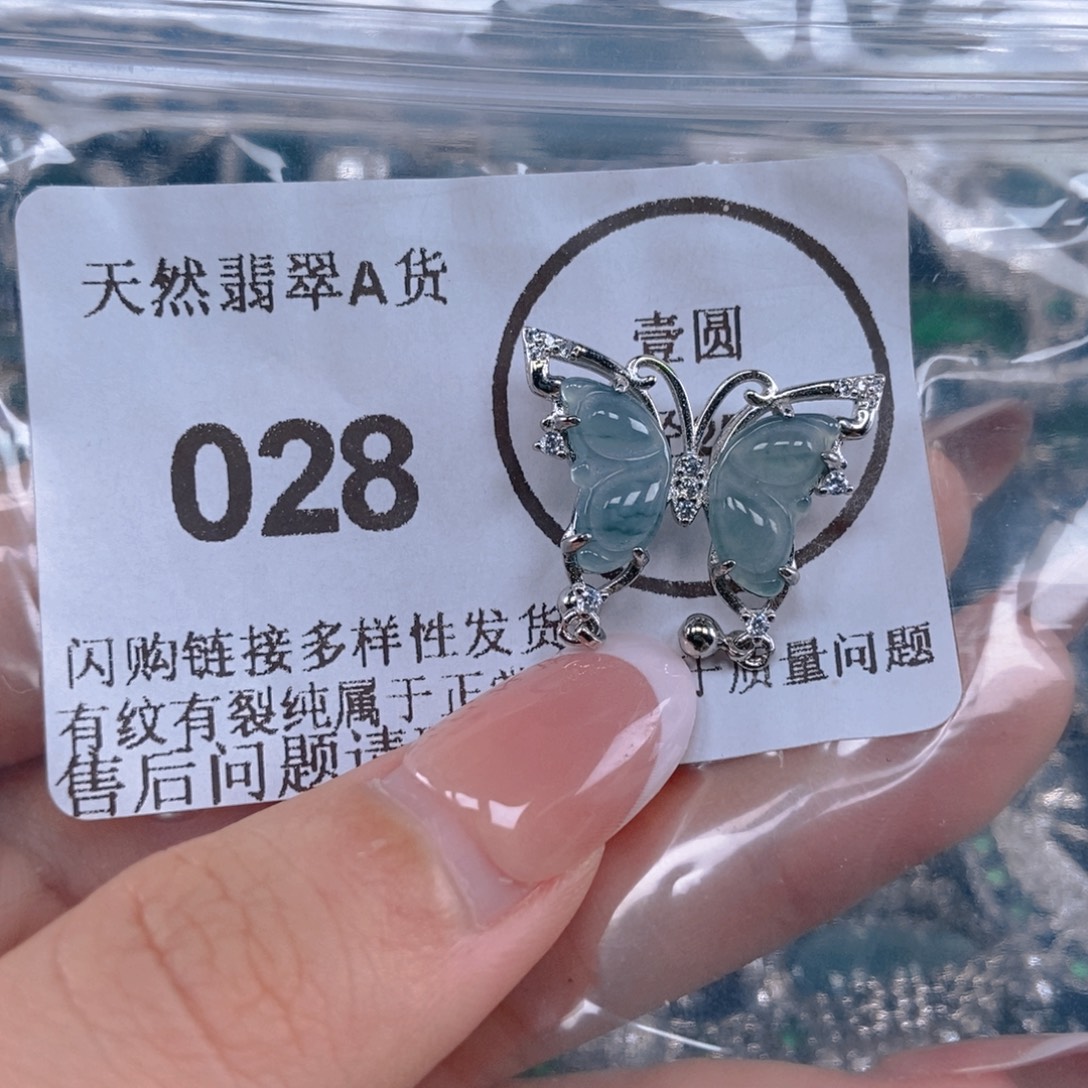 天然翡翠A货
壹圆
028
闪购链接多样性发货
有纹有裂纯属于正常 质量问题
售后问题请